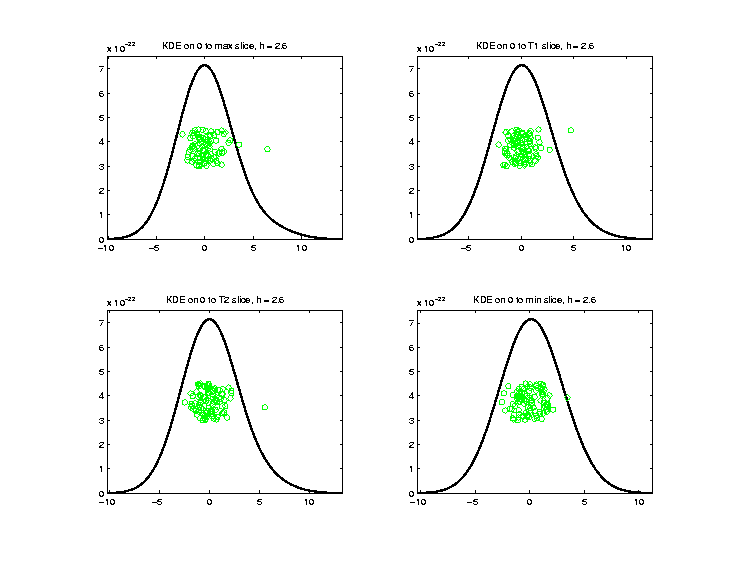 KDE on 0 to max slice, h = 2.6
x 10^-22
7
6
5
4
3
2
1
0
-10 -5 0 5 10
KDE on 0 to T1 slice, h = 2.6
x 10^-22
7
6
5
4
3
2
1
0
-5 0 5 10
KDE on 0 to T2 slice, h = 2.6
x 10^-22
7
6
5
4
3
2
1
0
-10 -5 0 5 10
KDE on 0 to min slice, h = 2.6
x 10^-22
7
6
5
4
3
2
1
0
-10 -5 0 5 10